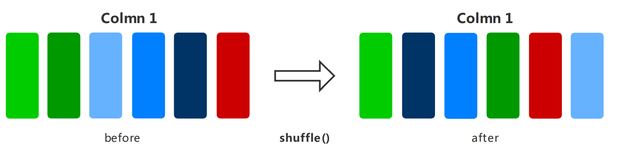 Colmn 1
Colmn 1
before
shuffle()
after